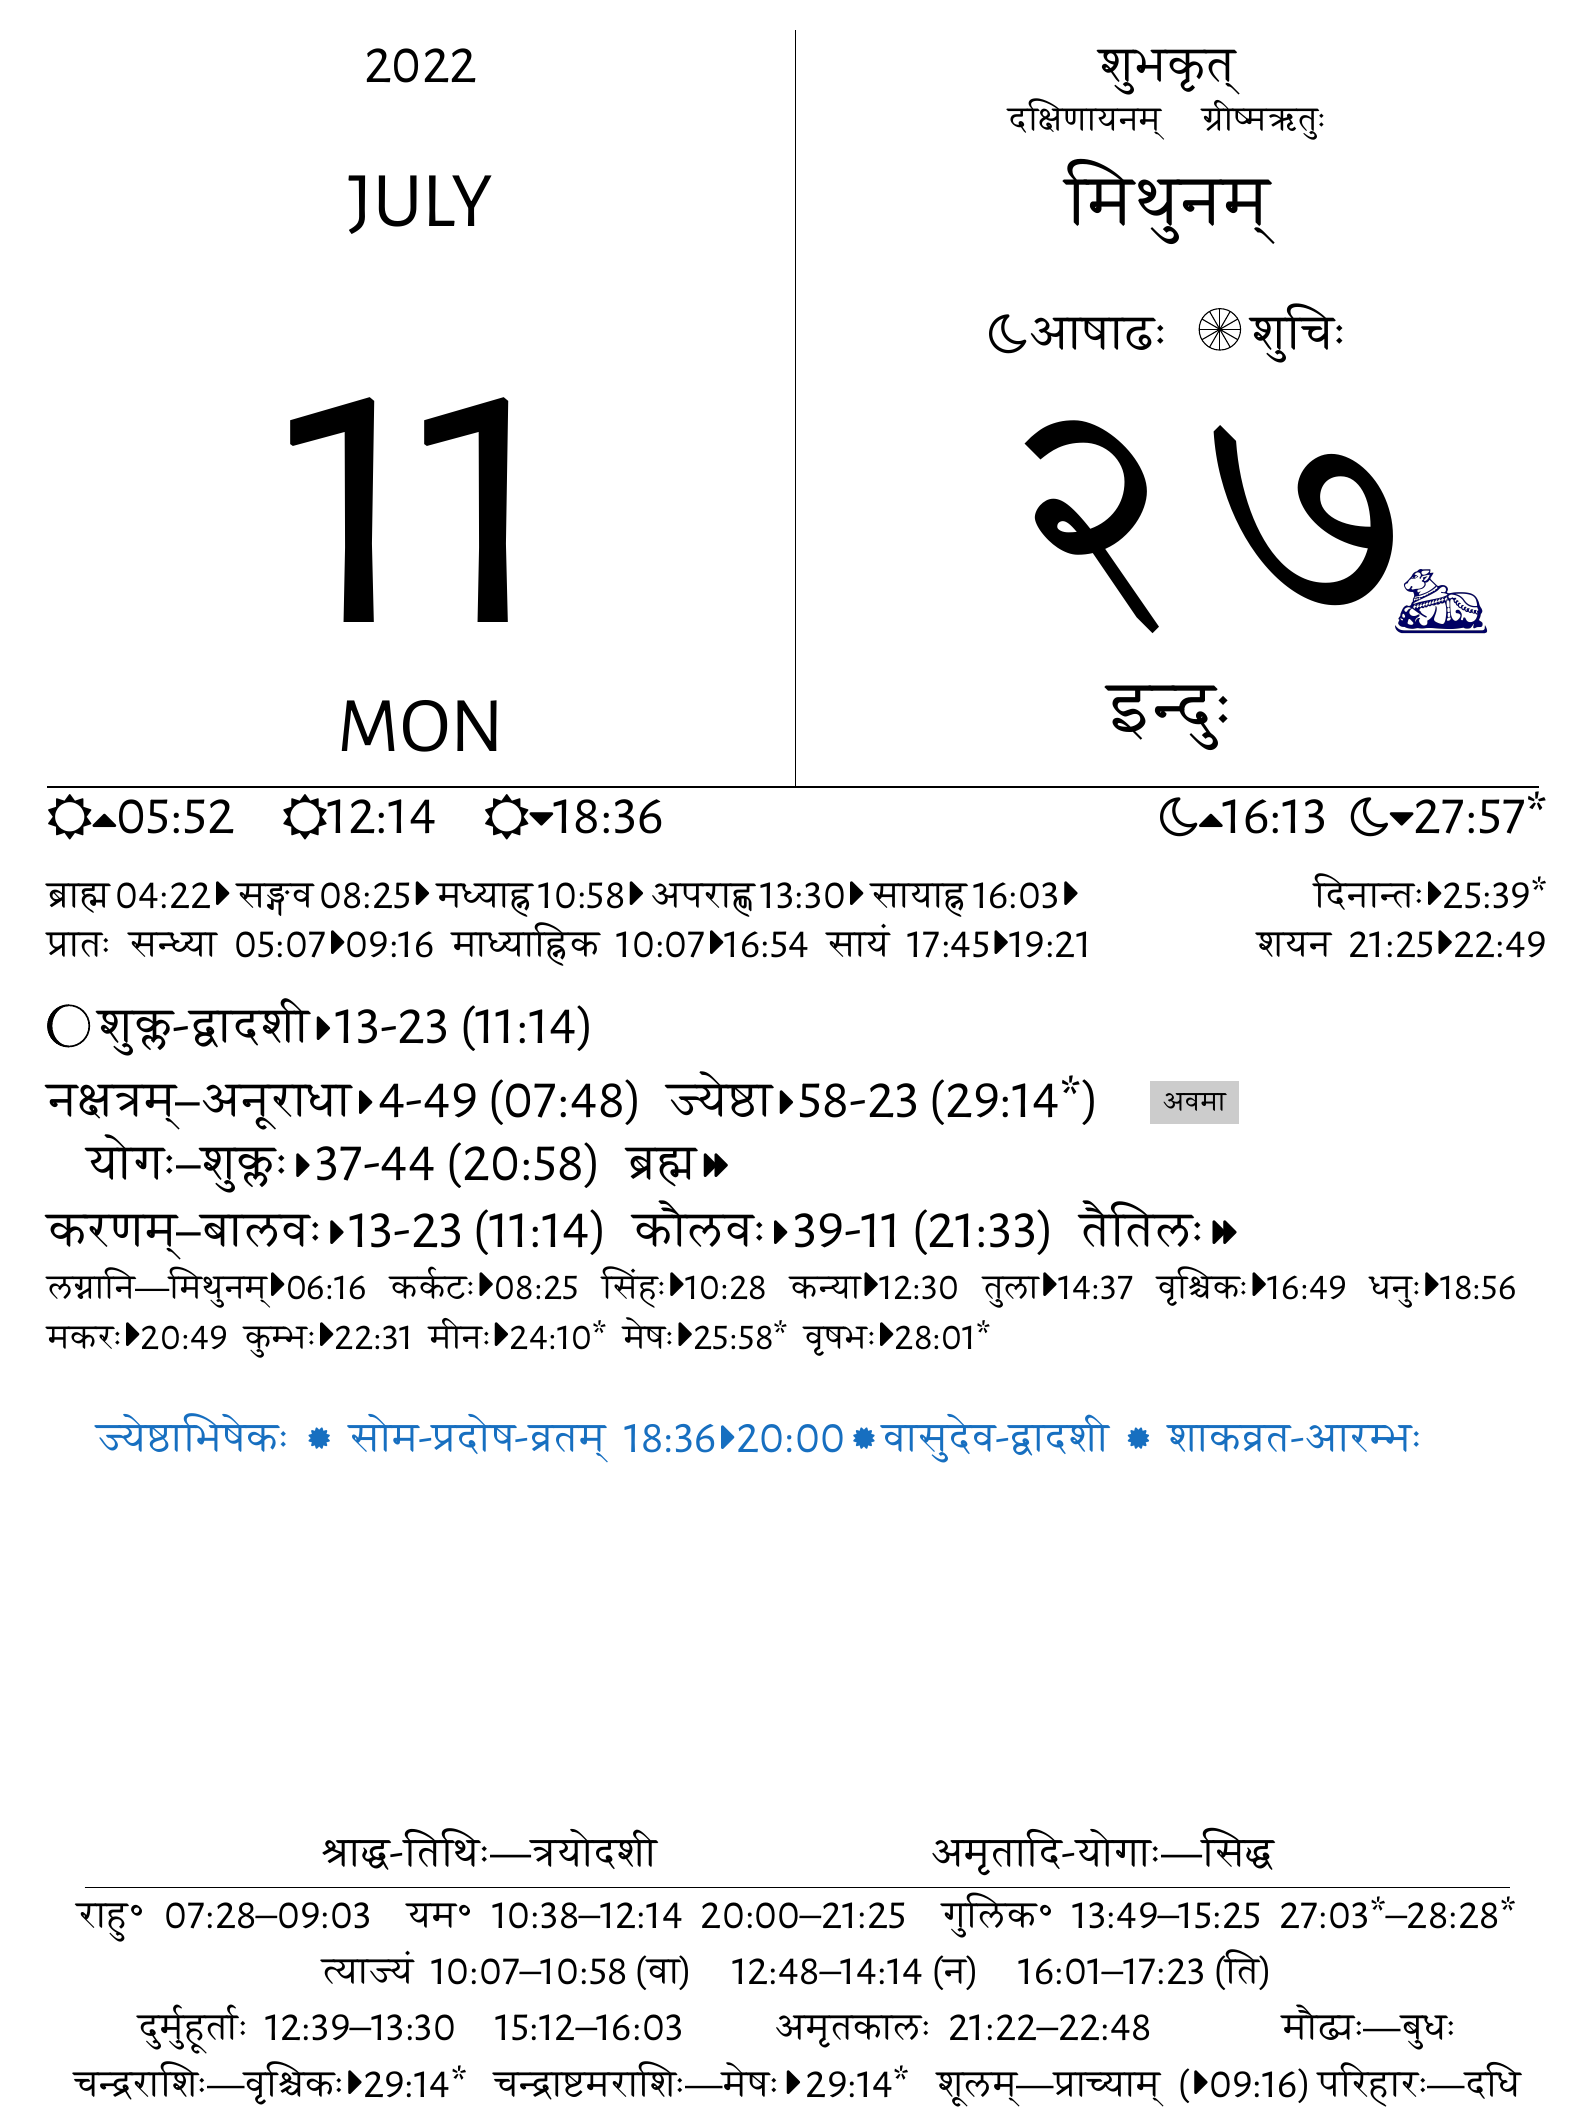 2022
JULY
11
MON
शुभकृत्
दक्षिणायनम् ग्रीष्मऋतुः
मिथुनम्
आषाढः शुचिः
२७
इन्दुः
05:52 12:14 18:36 16:13 27:57*
ब्राह्म 04:22 सङ्गव 08:25 मध्याह्न 10:58 अपराह्ण 13:30 सायाह्न 16:03 दिनान्तः 25:39*
प्रातः सन्ध्या 05:07 09:16 माध्याह्निक 10:07 16:54 सायं 17:45 19:21 शयन 21:25 22:49
शुक्ल-द्वादशी 13-23 (11:14)
नक्षत्रम्–अनूराधा 4-49 (07:48) ज्येष्ठा 58-23 (29:14*) अवमा
योगः–शुक्लः 37-44 (20:58) ब्रह्म
करणम्–बालवः 13-23 (11:14) कौलवः 39-11 (21:33) तैतिलः
लग्नानि—मिथुनम् 06:16 कर्कटः 08:25 सिंहः 10:28 कन्या 12:30 तुला 14:37 वृश्चिकः 16:49 धनुः 18:56
मकरः 20:49 कुम्भः 22:31 मीनः 24:10* मेषः 25:58* वृषभः 28:01*
ज्येष्ठाभिषेकः ✹ सोम-प्रदोष-व्रतम् 18:36 20:00 ✹ वासुदेव-द्वादशी ✹ शाकव्रत-आरम्भः
श्राद्ध-तिथिः—त्रयोदशी अमृतादि-योगाः—सिद्ध
राहु॰ 07:28–09:03 यम॰ 10:38–12:14 20:00–21:25 गुलिक॰ 13:49–15:25 27:03*–28:28*
त्याज्यं 10:07–10:58 (वा) 12:48–14:14 (न) 16:01–17:23 (ति)
दुर्मुहूर्ताः 12:39–13:30 15:12–16:03 अमृतकालः 21:22–22:48 मौढ्यः—बुधः
चन्द्रराशिः—वृश्चिकः 29:14* चन्द्राष्टमराशिः—मेषः 29:14* शूलम्—प्राच्याम् ( 09:16) परिहारः—दधि